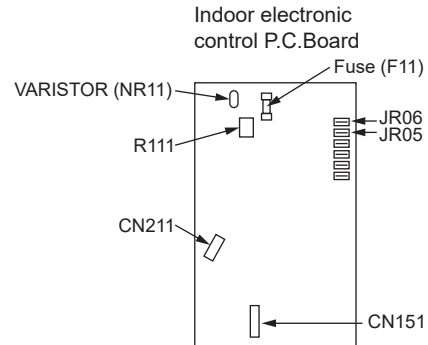 Indoor electronic
control P.C.Board
Fuse (F11)
VARISTOR (NR11)
JR06
JR05
R111
CN211
CN151